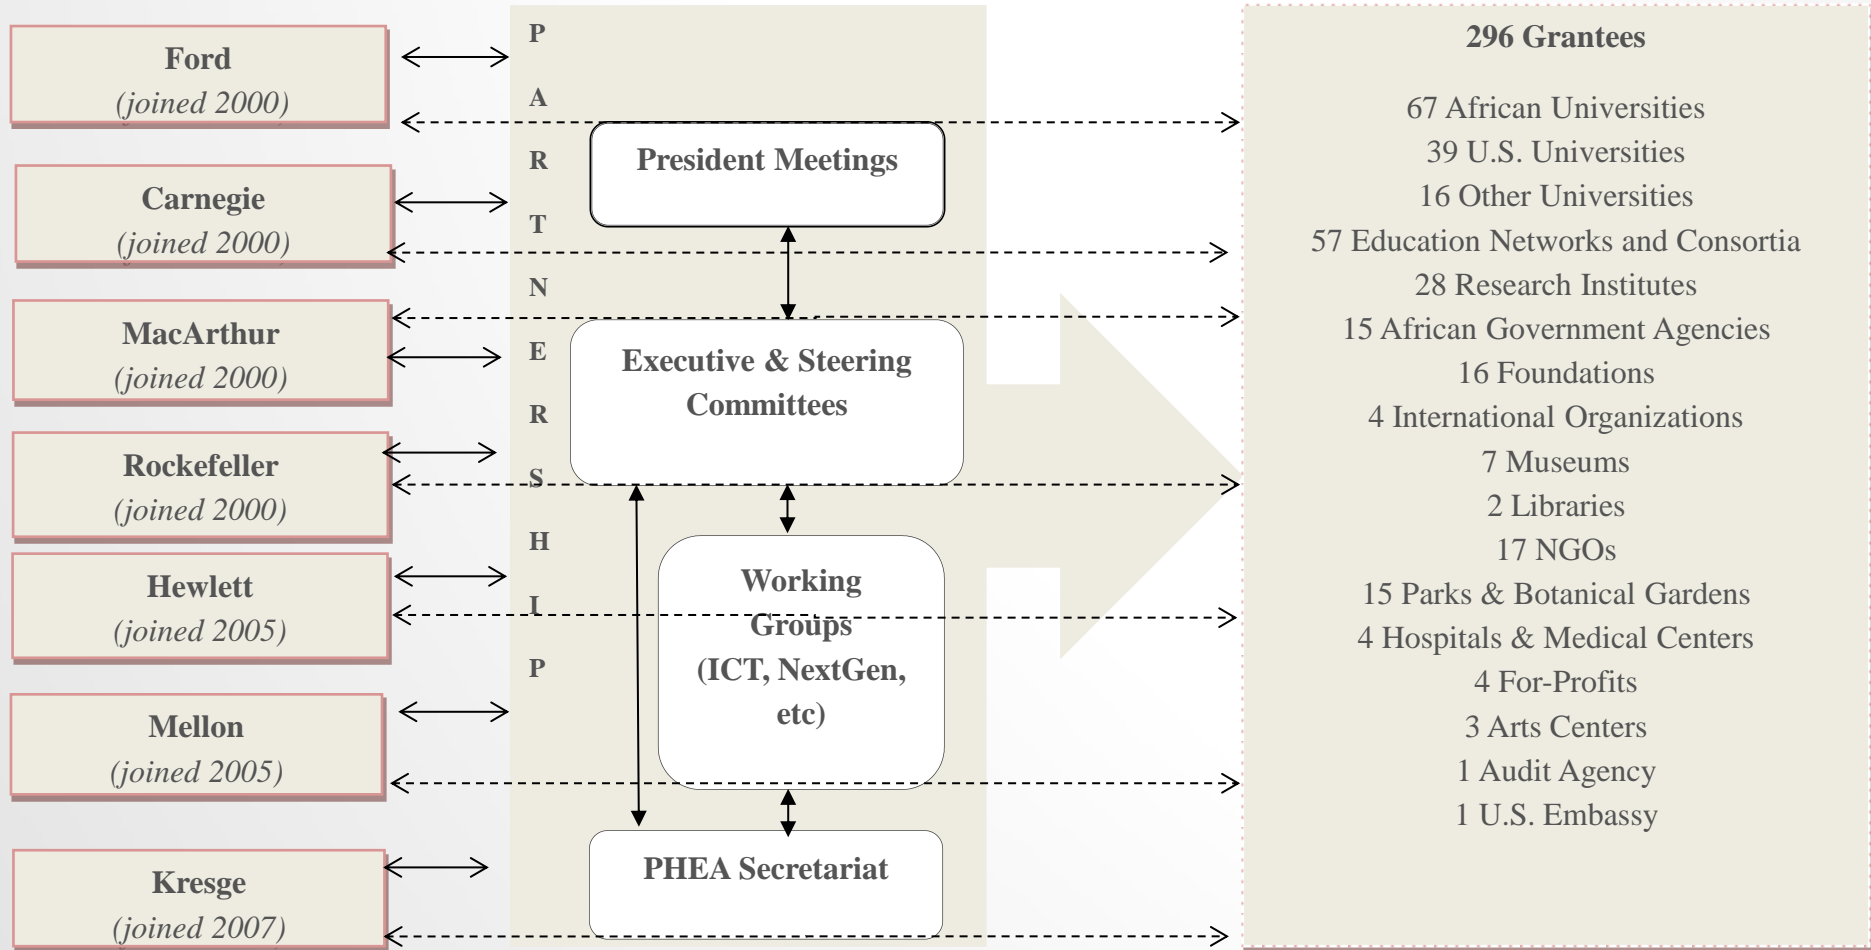 Ford
(joined 2000)
Carnegie
(joined 2000)
MacArthur
(joined 2000)
Rockefeller
(joined 2000)
Hewlett
(joined 2005)
Mellon
(joined 2005)
Kresge
(joined 2007)
P
A
R
T
N
E
R
S
H
I
P
President Meetings
Executive & Steering
Committees
Working
Groups
(ICT, NextGen,
etc)
PHEA Secretariat
296 Grantees
67 African Universities
39 U.S. Universities
16 Other Universities
57 Education Networks and Consortia
28 Research Institutes
15 African Government Agencies
16 Foundations
4 International Organizations
7 Museums
2 Libraries
17 NGOs
15 Parks & Botanical Gardens
4 Hospitals & Medical Centers
4 For-Profits
3 Arts Centers
1 Audit Agency
1 U.S. Embassy